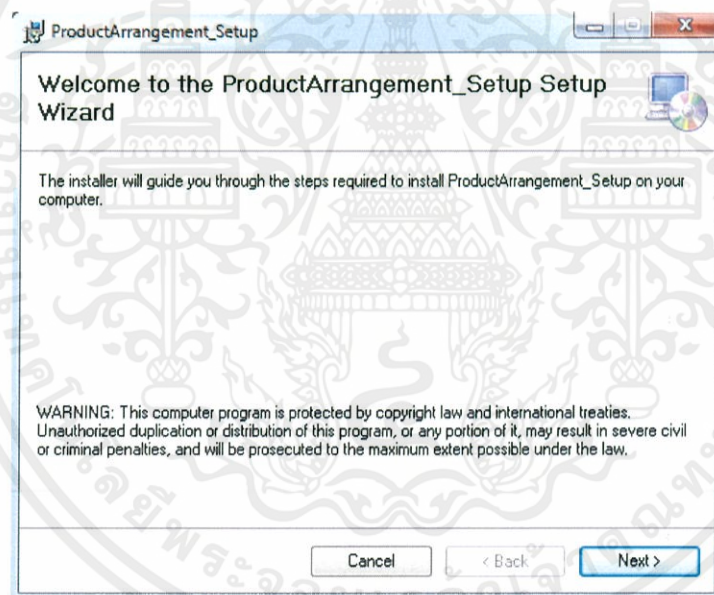 ProductArrangement_Setup
Welcome to the ProductArrangement_Setup Setup
Wizard
The installer will guide you through the steps required to install ProductArrangement_Setup on your
computer.
WARNING: This computer program is protected by copyright law and international treaties.
Unauthorized duplication or distribution of this program, or any portion of it, may result in severe civil
or criminal penalties, and will be prosecuted to the maximum extent possible under the law.
Cancel
< Back
Next >